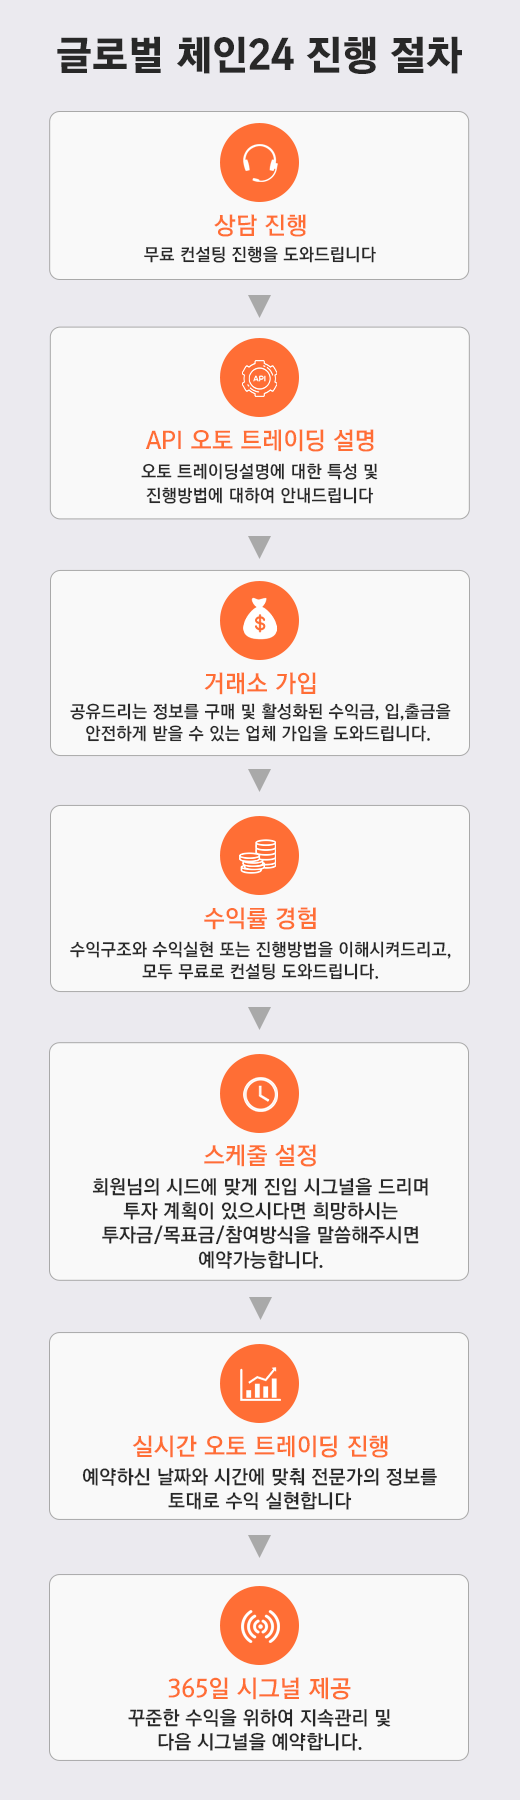 글로벌 체인24 진행 절차
상담 진행
무료 컨설팅 진행을 도와드립니다
API
API 오토 트레이딩 설명
오토 트레이딩설명에 대한 특성 및
진행방법에 대하여 안내드립니다
$
거래소 가입
공유드리는 정보를 구매 및 활성화된 수익금, 입,출금을
안전하게 받을 수 있는 업체 가입을 도와드립니다.
수익률 경험
수익구조와 수익실현 또는 진행방법을 이해시켜드리고,
모두 무료로 컨설팅 도와드립니다.
스케줄 설정
회원님의 시드에 맞게 진입 시그널을 드리며
투자 계획이 있으시다면 희망하시는
투자금/목표금/참여방식을 말씀해주시면
예약가능합니다.
실시간 오토 트레이딩 진행
예약하신 날짜와 시간에 맞춰 전문가의 정보를
토대로 수익 실현합니다
365일 시그널 제공
꾸준한 수익을 위하여 지속관리 및
다음 시그널을 예약합니다.